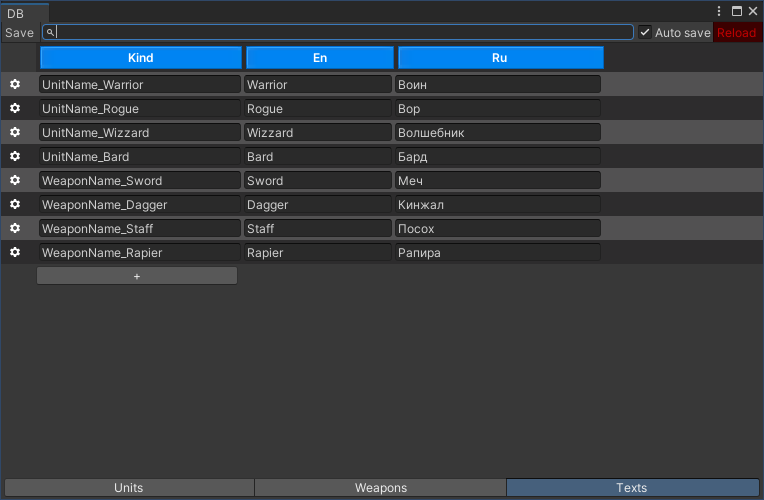 DB
Save Auto save Reload
Kind En Ru
UnitName_Warrior Warrior Воин
UnitName_Rogue Rogue Вор
UnitName_Wizzard Wizzard Волшебник
UnitName_Bard Bard Бард
WeaponName_Sword Sword Меч
WeaponName_Dagger Dagger Кинжал
WeaponName_Staff Staff Посох
WeaponName_Rapier Rapier Рапира
+
Units Weapons Texts